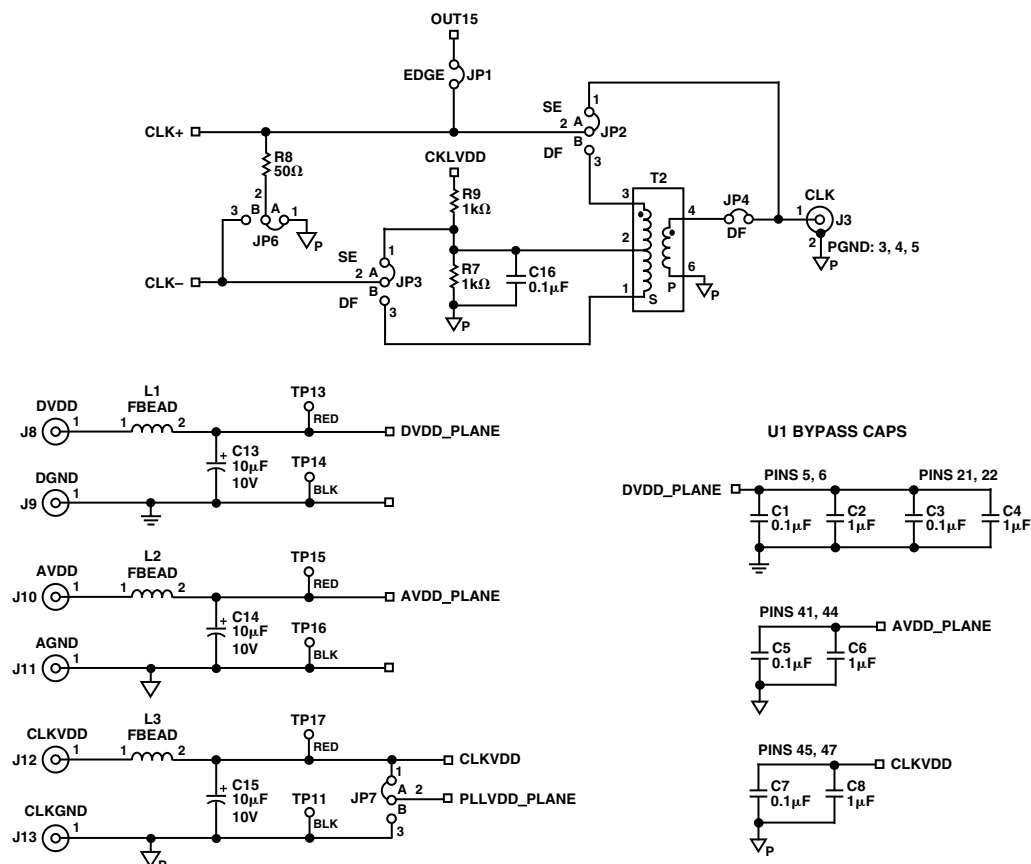 OUT15
EDGE JP1
SE
1
CLK+
2 A
JP2
B
DF
3
R8
50Ω
CKLVDD
T2
R9
1kΩ
3
4
JP4
DF
CLK
1
J3
2
PGND: 3, 4, 5
P
2
3 B A 1
JP6
P
SE
1
2
CLK–
2 A
JP3
B
DF
3
R7
1kΩ
C16
0.1μF
P
1
S
P
6
P
L1
FBEAD
TP13
RED
DVDD
J8
1
1
2
DVDD_PLANE
+ C13
10μF
10V
TP14
BLK
DGND
J9
1
L2
FBEAD
TP15
RED
AVDD
J10
1
1
2
AVDD_PLANE
+ C14
10μF
10V
TP16
BLK
AGND
J11
1
L3
FBEAD
TP17
RED
CLKVDD
J12
1
1
2
CLKVDD
+ C15
10μF
10V
TP11
BLK
1
JP7
A 2
B
3
PLLVDD_PLANE
CLKGND
J13
1
P
U1 BYPASS CAPS
PINS 5, 6
PINS 21, 22
DVDD_PLANE
C1
0.1μF
C2
1μF
C3
0.1μF
C4
1μF
PINS 41, 44
AVDD_PLANE
C5
0.1μF
C6
1μF
PINS 45, 47
CLKVDD
C7
0.1μF
C8
1μF
P